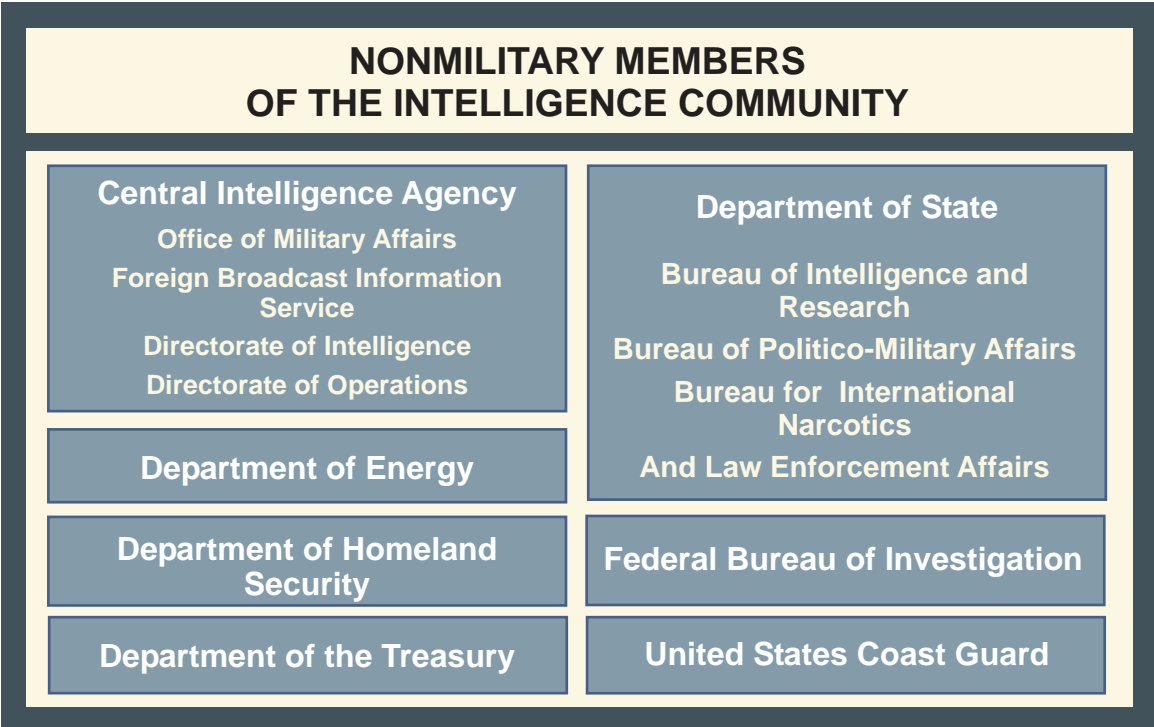 NONMILITARY MEMBERS
OF THE INTELLIGENCE COMMUNITY
Central Intelligence Agency
Office of Military Affairs
Foreign Broadcast Information
Service
Directorate of Intelligence
Directorate of Operations
Department of Energy
Department of Homeland
Security
Department of the Treasury
Department of State
Bureau of Intelligence and
Research
Bureau of Politico-Military Affairs
Bureau for International
Narcotics
And Law Enforcement Affairs
Federal Bureau of Investigation
United States Coast Guard